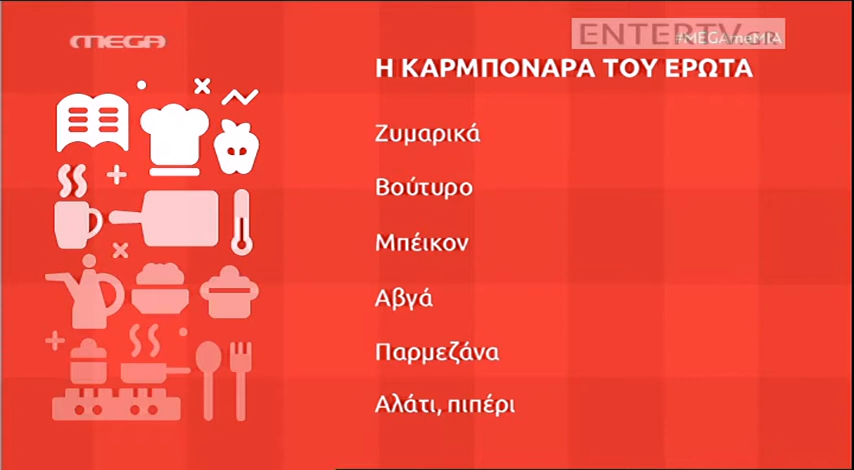 MEGA
ENTERTV.gr
#MEGAmeMIA
Η ΚΑΡΜΠΟΝΑΡΑ ΤΟΥ ΕΡΩΤΑ
Ζυμαρικά
Βούτυρο
Μπέικον
Αβγά
Παρμεζάνα
Αλάτι, πιπέρι